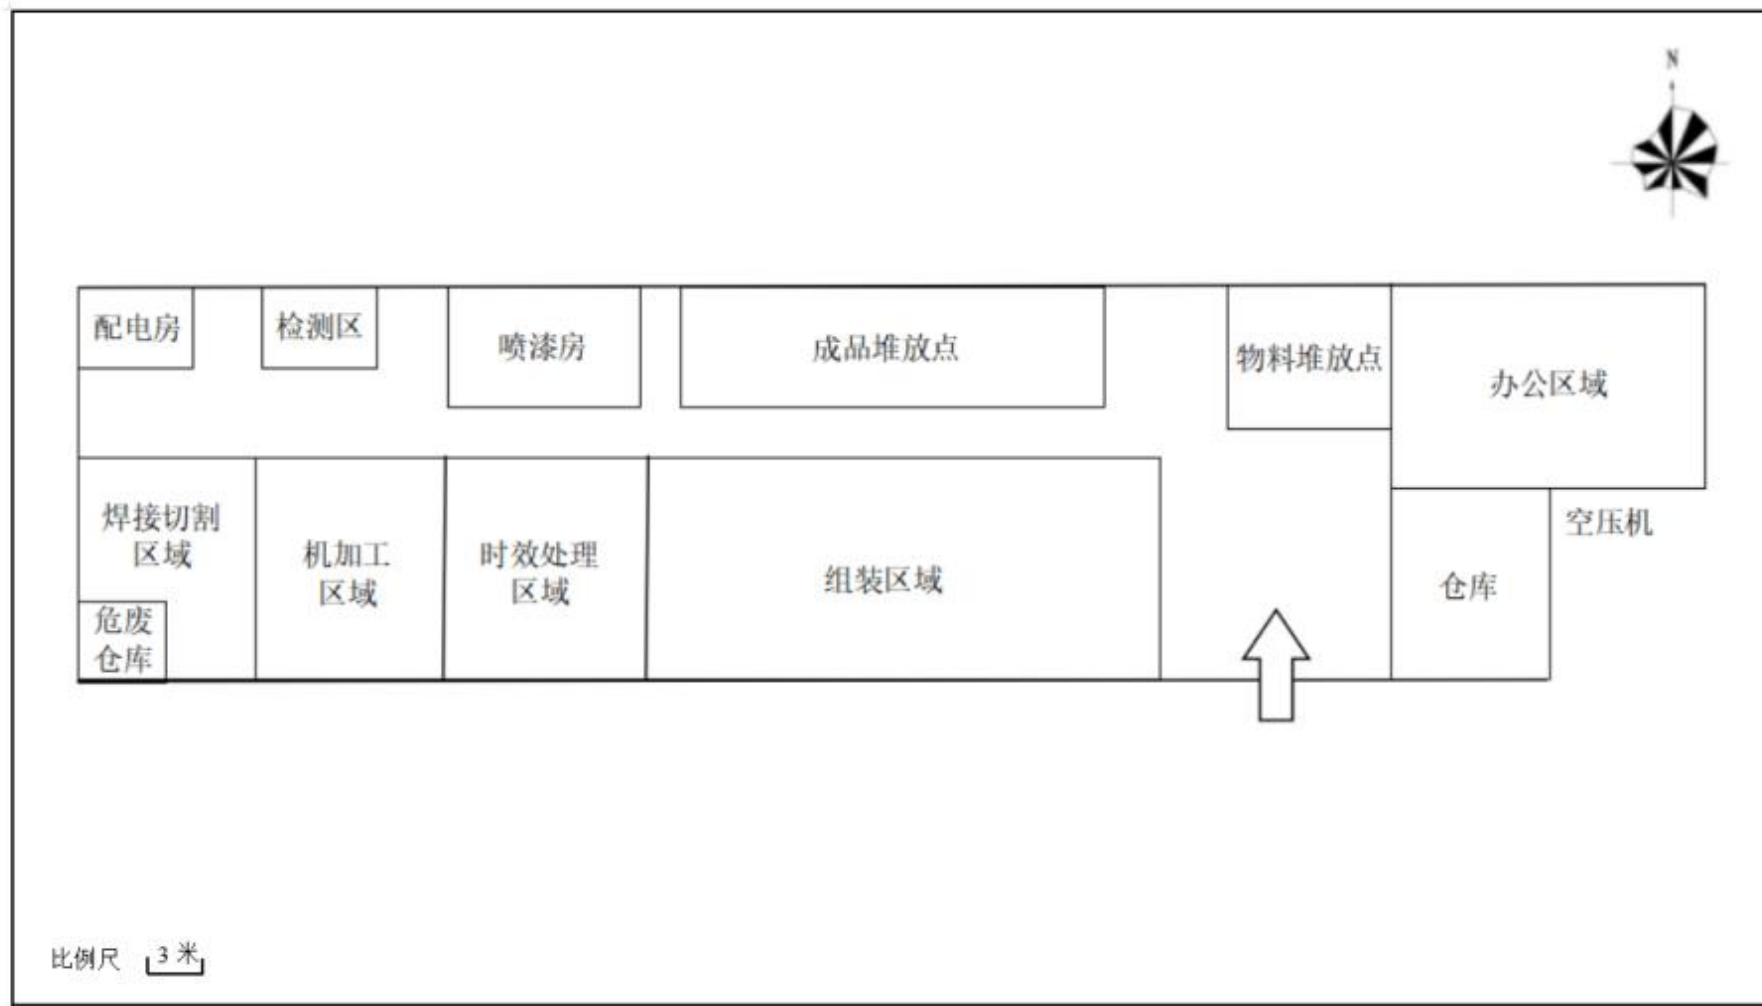 N
配电房
检测区
喷漆房
成品堆放点
物料堆放点
办公区域
焊接切割
区域
机加工
区域
时效处理
区域
组装区域
空压机
仓库
危废
仓库
比例尺 3 米